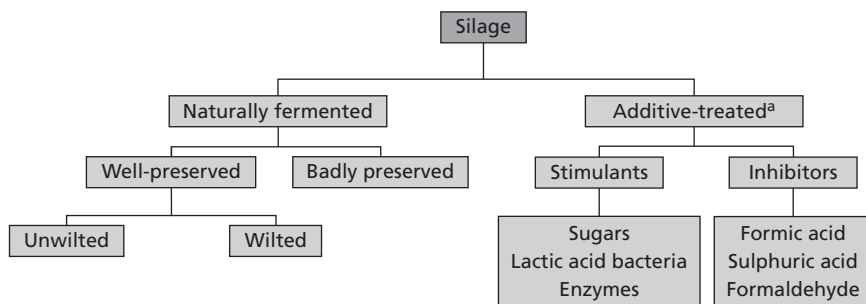 Silage
Naturally fermented
Additive-treatedᵃ
Well-preserved
Badly preserved
Stimulants
Inhibitors
Unwilted
Wilted
Sugars
Lactic acid bacteria
Enzymes
Formic acid
Sulphuric acid
Formaldehyde